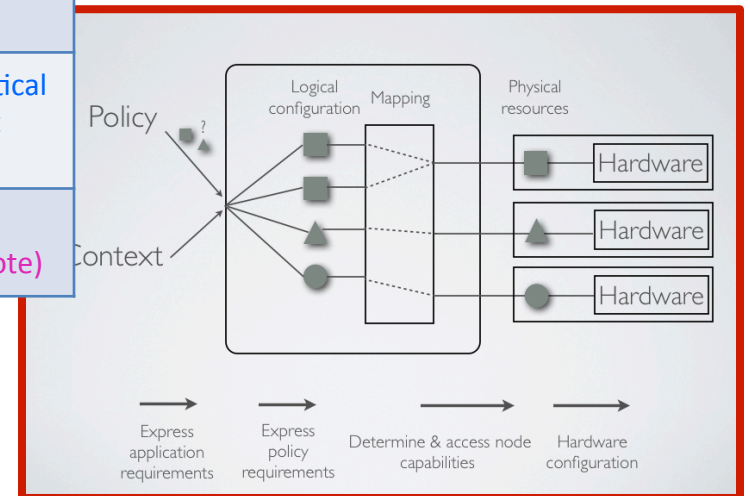 tical
ote)
Policy
?
Context
Logical
configuration
Mapping
Physical
resources
Hardware
Hardware
Hardware
Express
application
requirements
Express
policy
requirements
Determine & access node
capabilities
Hardware
configuration